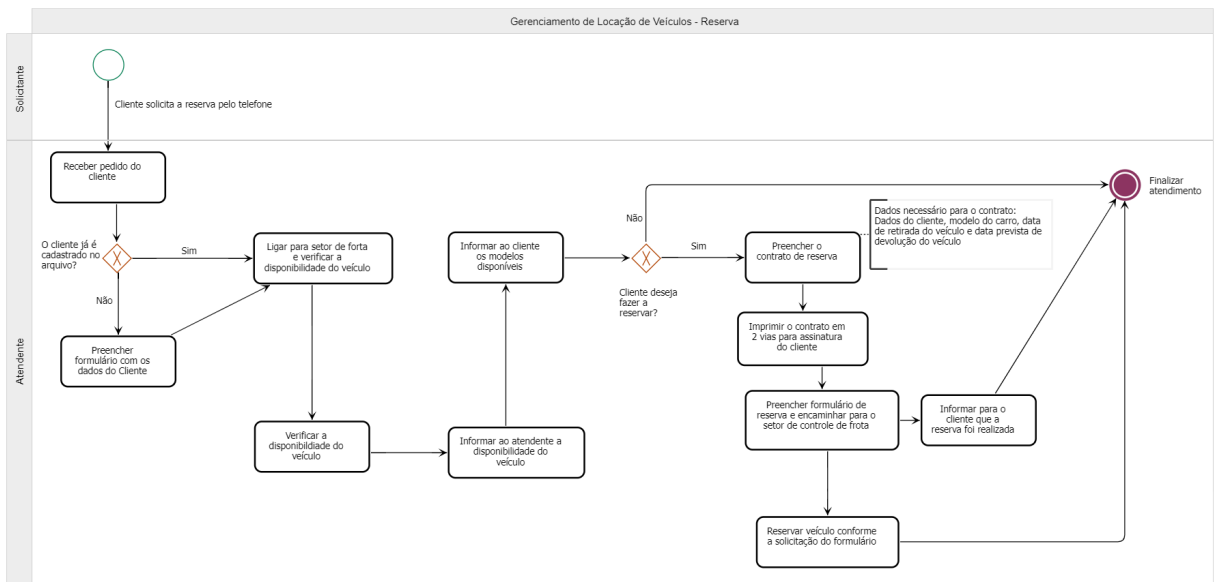 Gerenciamento de Locação de Veículos - Reserva
Solicitante
Cliente solicita a reserva pelo telefone
Atendente
Receber pedido do
cliente
O cliente já é
cadastrado no
arquivo?
Sim
Não
Preencher
formulário com os
dados do Cliente
Ligar para setor de forta
e verificar a
disponibilidade do veículo
Verificar a
disponibildiade do
veículo
Informar ao atendente a
disponibilidade do
veículo
Informar ao cliente
os modelos
disponíveis
Não
Sim
Cliente deseja
fazer a
reservar?
Preencher o
contrato de reserva
Dados necessário para o contrato:
Dados do cliente, modelo do carro, data
de retirada do veículo e data prevista de
devolução do veículo
Imprimir o contrato em
2 vias para assinatura
do cliente
Preencher formulário de
reserva e encaminhar para o
setor de controle de frota
Informar para o
cliente que a
reserva foi realizada
Reservar veículo conforme
a solicitação do formulário
Finalizar
atendimento